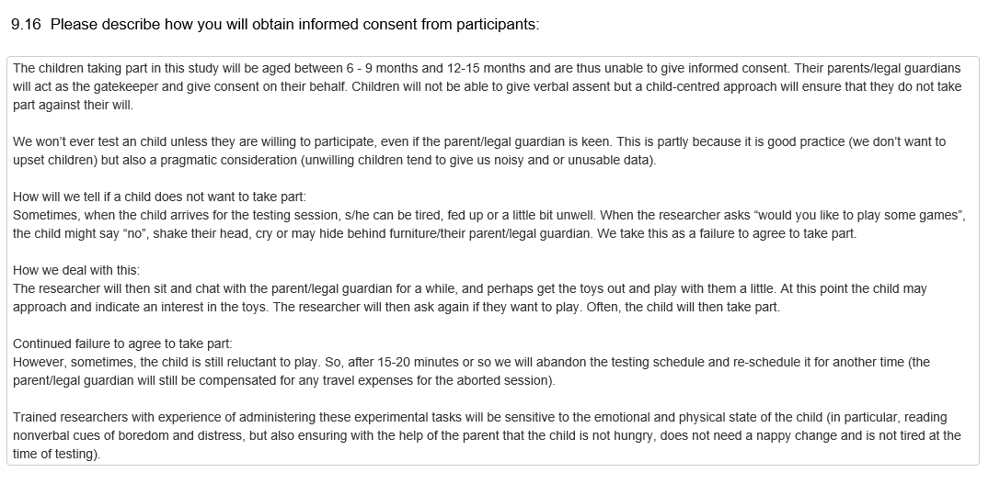 9.16 Please describe how you will obtain informed consent from participants:
The children taking part in this study will be aged between 6 - 9 months and 12-15 months and are thus unable to give informed consent. Their parents/legal guardians
will act as the gatekeeper and give consent on their behalf. Children will not be able to give verbal assent but a child-centred approach will ensure that they do not take
part against their will.
We won't ever test an child unless they are willing to participate, even if the parent/legal guardian is keen. This is partly because it is good practice (we don't want to
upset children) but also a pragmatic consideration (unwilling children tend to give us noisy and or unusable data).
How will we tell if a child does not want to take part:
Sometimes, when the child arrives for the testing session, s/he can be tired, fed up or a little bit unwell. When the researcher asks “would you like to play some games”,
the child might say “no”, shake their head, cry or may hide behind furniture/their parent/legal guardian. We take this as a failure to agree to take part.
How we deal with this:
The researcher will then sit and chat with the parent/legal guardian for a while, and perhaps get the toys out and play with them a little. At this point the child may
approach and indicate an interest in the toys. The researcher will then ask again if they want to play. Often, the child will then take part.
Continued failure to agree to take part:
However, sometimes, the child is still reluctant to play. So, after 15-20 minutes or so we will abandon the testing schedule and re-schedule it for another time (the
parent/legal guardian will still be compensated for any travel expenses for the aborted session).
Trained researchers with experience of administering these experimental tasks will be sensitive to the emotional and physical state of the child (in particular, reading
nonverbal cues of boredom and distress, but also ensuring with the help of the parent that the child is not hungry, does not need a nappy change and is not tired at the
time of testing).